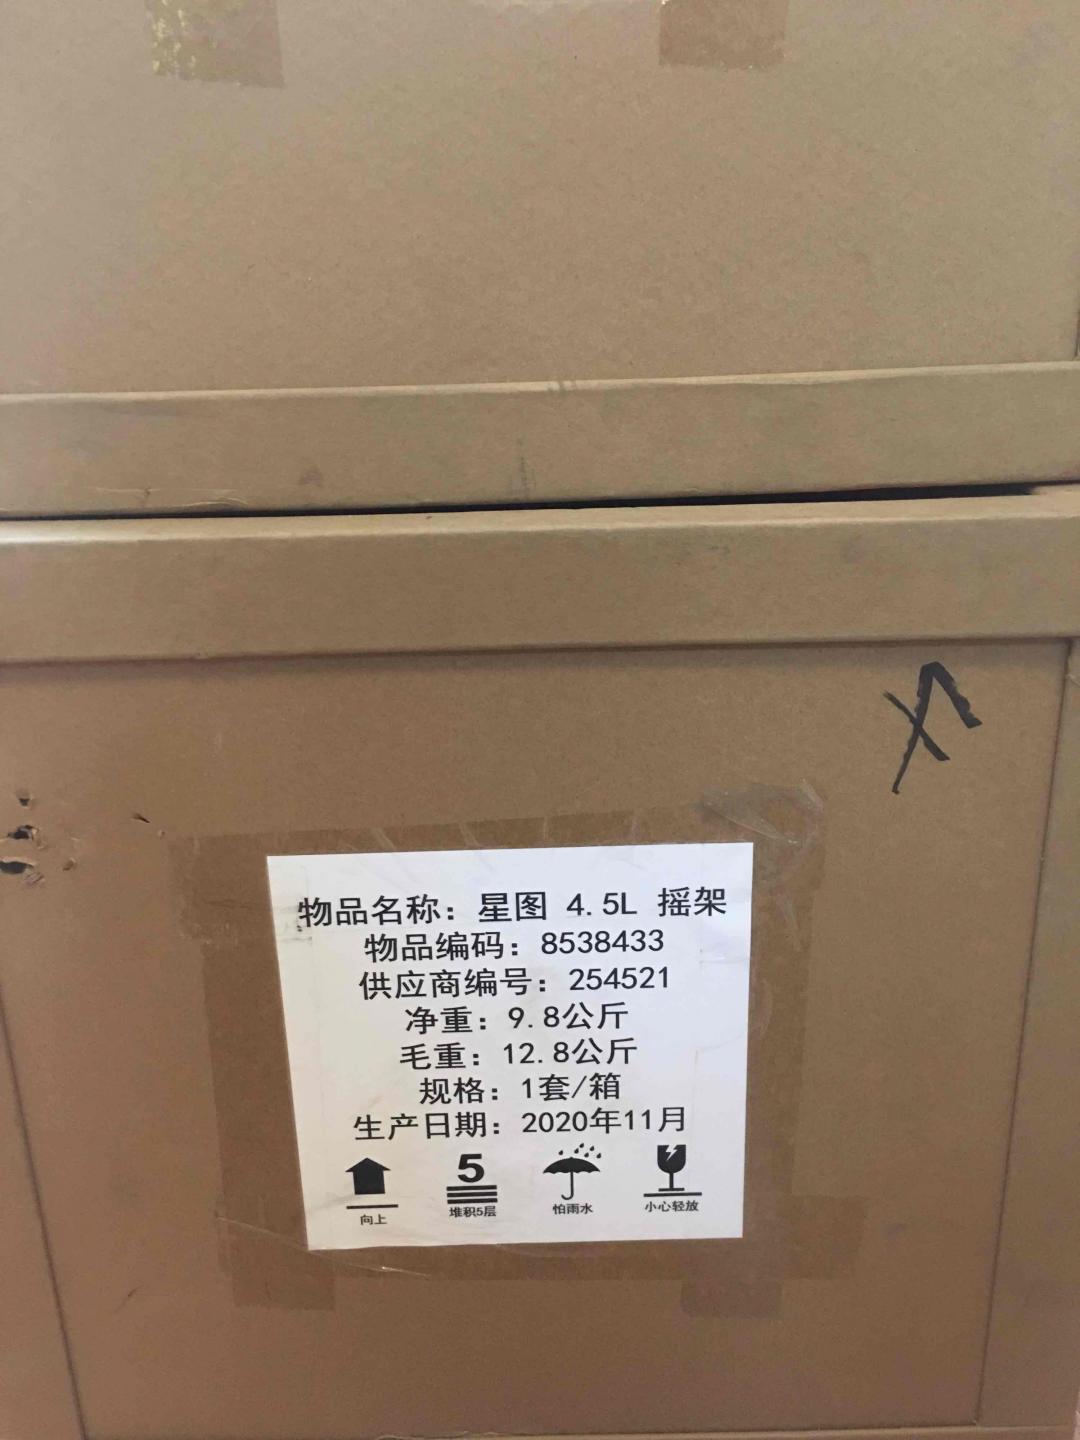 物品名称：星图 4.5L 摇架
物品编码：8538433
供应商编号：254521
净重：9.8公斤
毛重：12.8公斤
规格：1套/箱
生产日期：2020年11月
5
向上 堆积5层 怕雨水 小心轻放